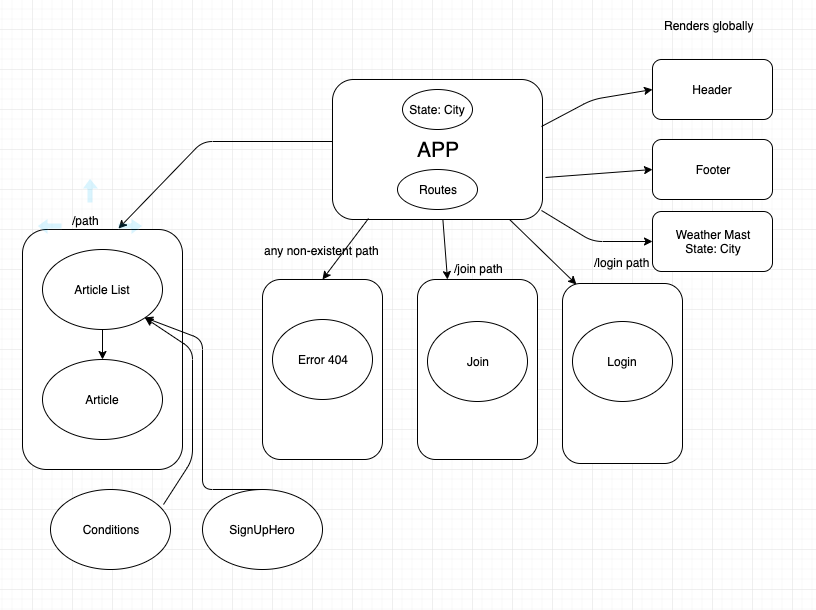 Renders globally
Header
State: City
APP
Footer
Routes
/path
Weather Mast
State: City
any non-existent path
/join path
/login path
Article List
Error 404
Join
Login
Article
Conditions
SignUpHero